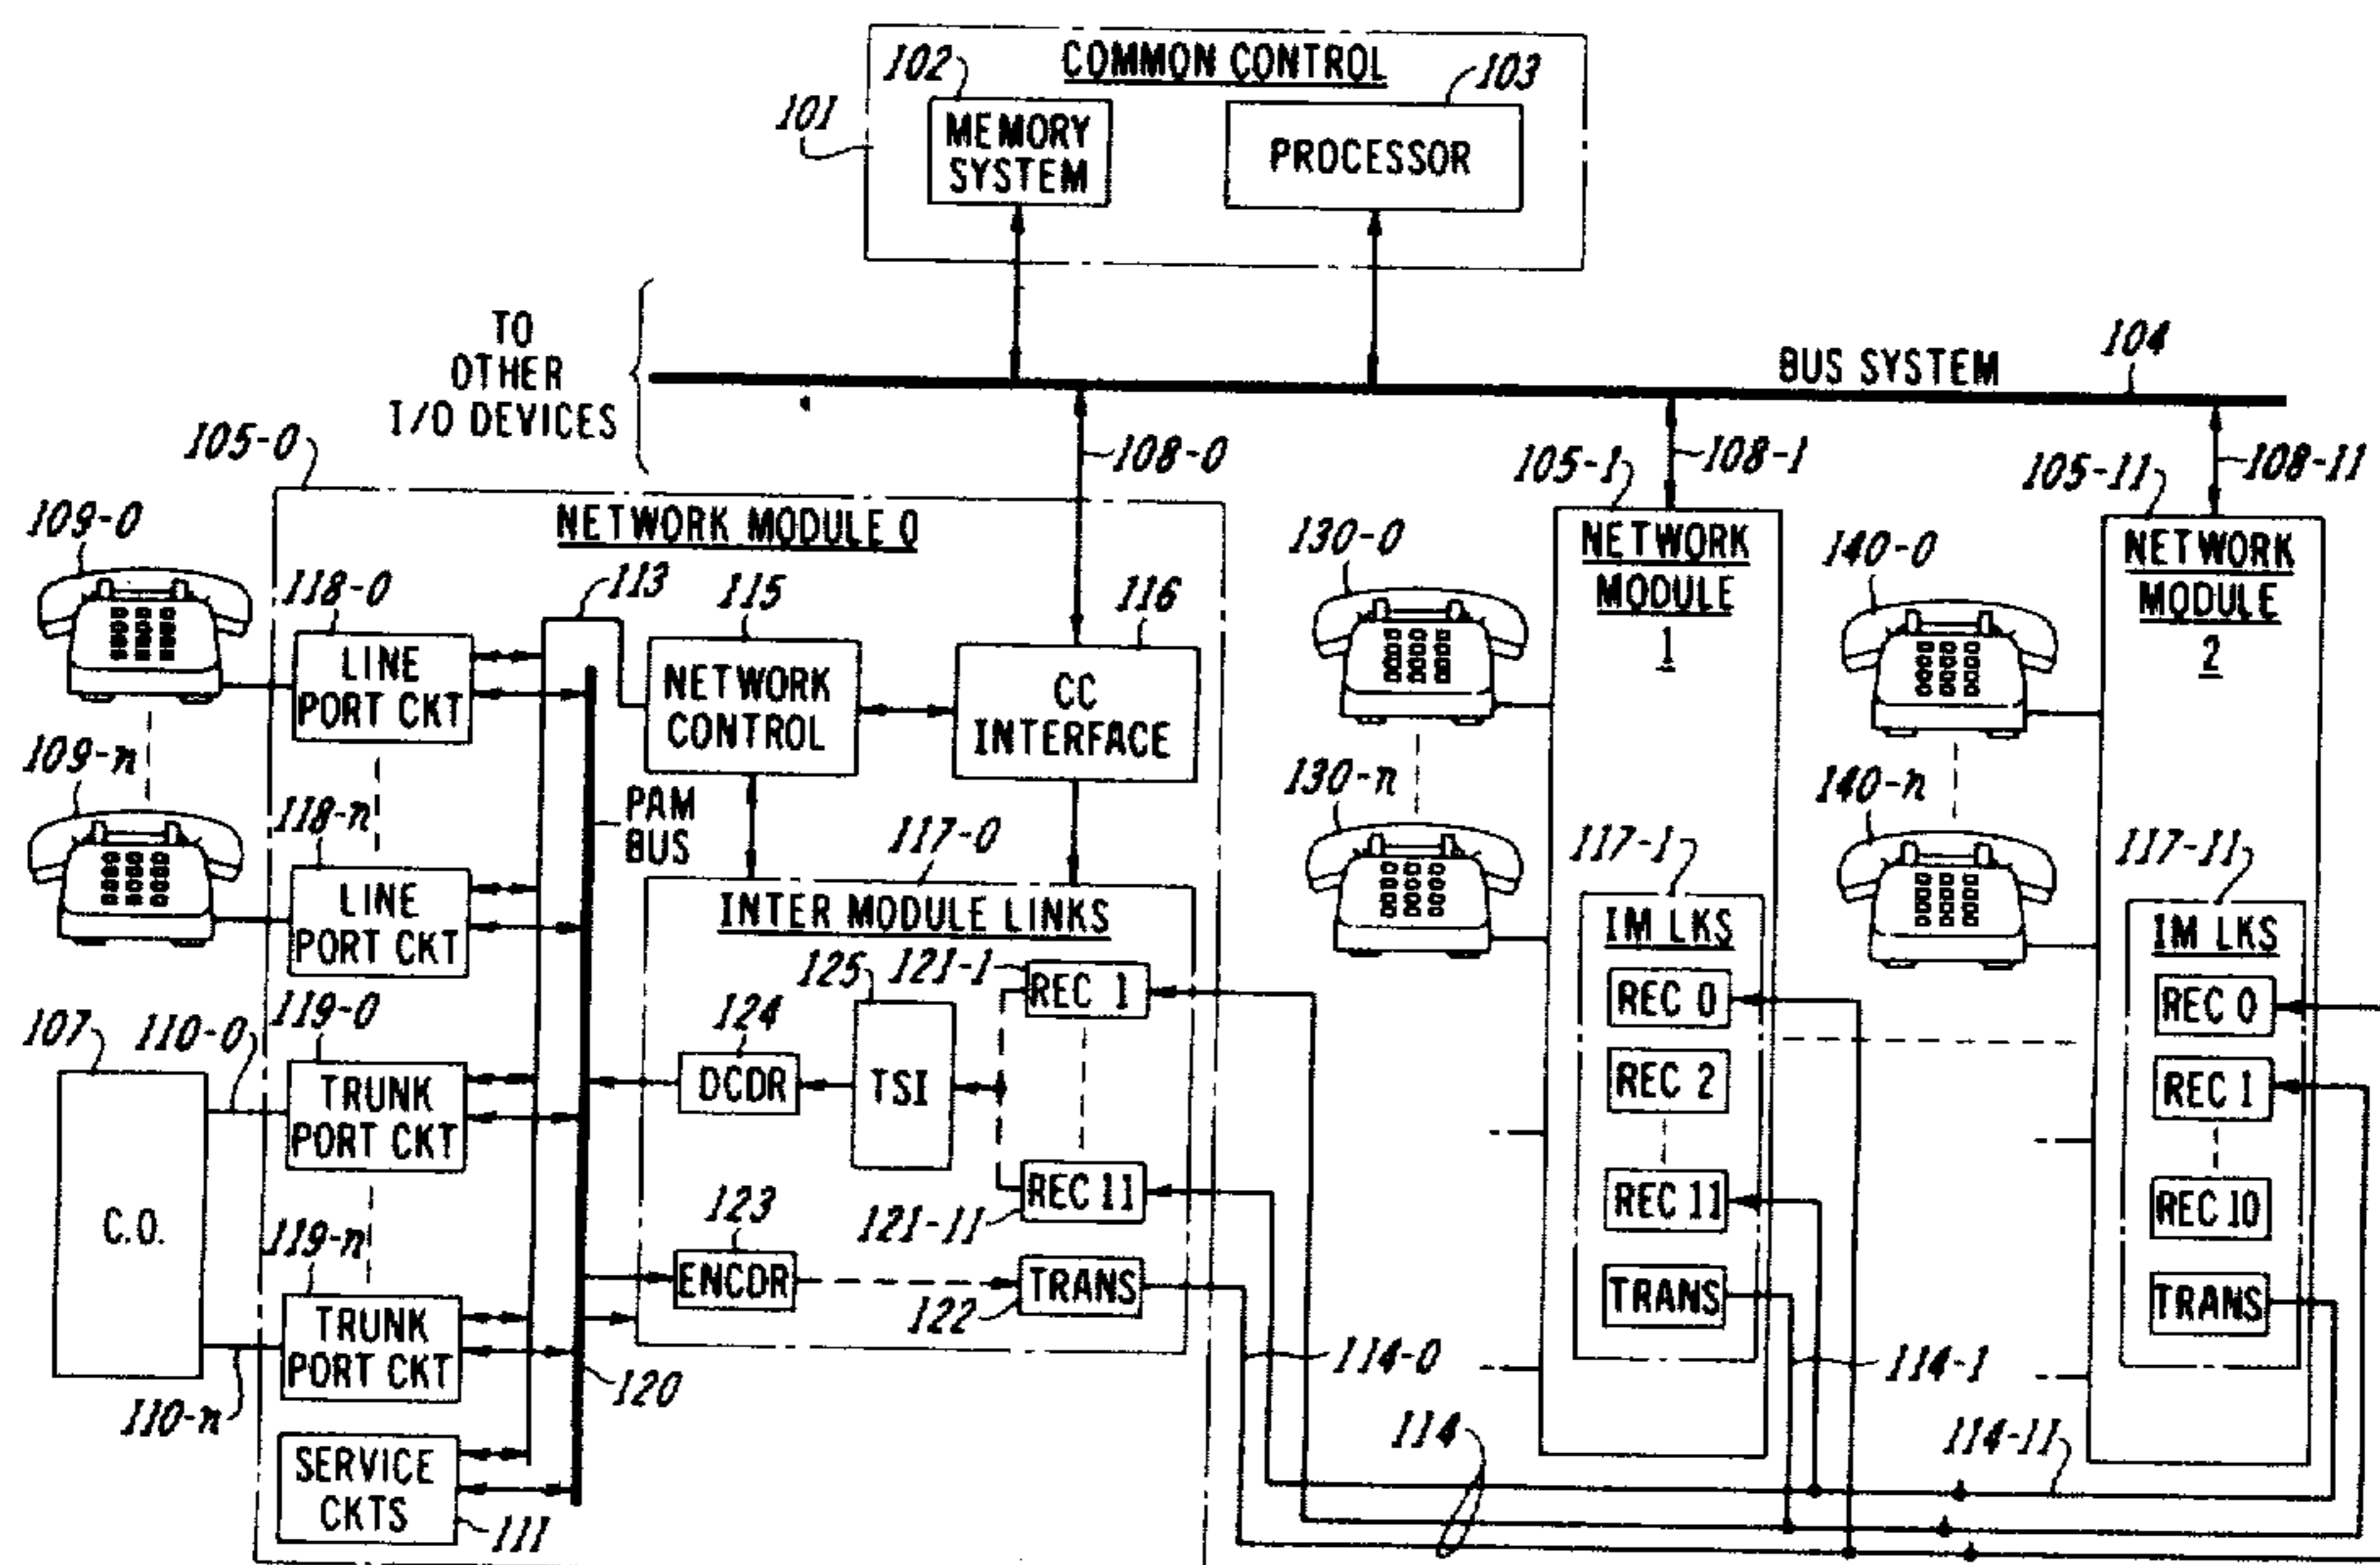 COMMON CONTROL
102
103
101
MEMORY
SYSTEM
PROCESSOR
TO
OTHER
I/O DEVICES
BUS SYSTEM
104
105-0
108-0
105-1
108-1
105-11
108-11
NETWORK MODULE 0
109-0
118-0
113
115
116
LINE
PORT CKT
NETWORK
CONTROL
CC
INTERFACE
109-n
118-n
LINE
PORT CKT
PAM
BUS
117-0
INTER MODULE LINKS
125
121-1
REC 1
124
DCDR
TSI
107
110-0
119-0
TRUNK
PORT CKT
C.O.
REC 11
121-11
123
ENCDR
TRANS
122
119-n
TRUNK
PORT CKT
110-n
120
114-0
SERVICE
CKTS
111
130-0
NETWORK
MODULE
1
130-n
117-1
IM LKS
REC 0
REC 2
REC 11
TRANS
114-1
114
140-0
NETWORK
MODULE
2
140-n
117-11
IM LKS
REC 0
REC 1
REC 10
TRANS
114-11